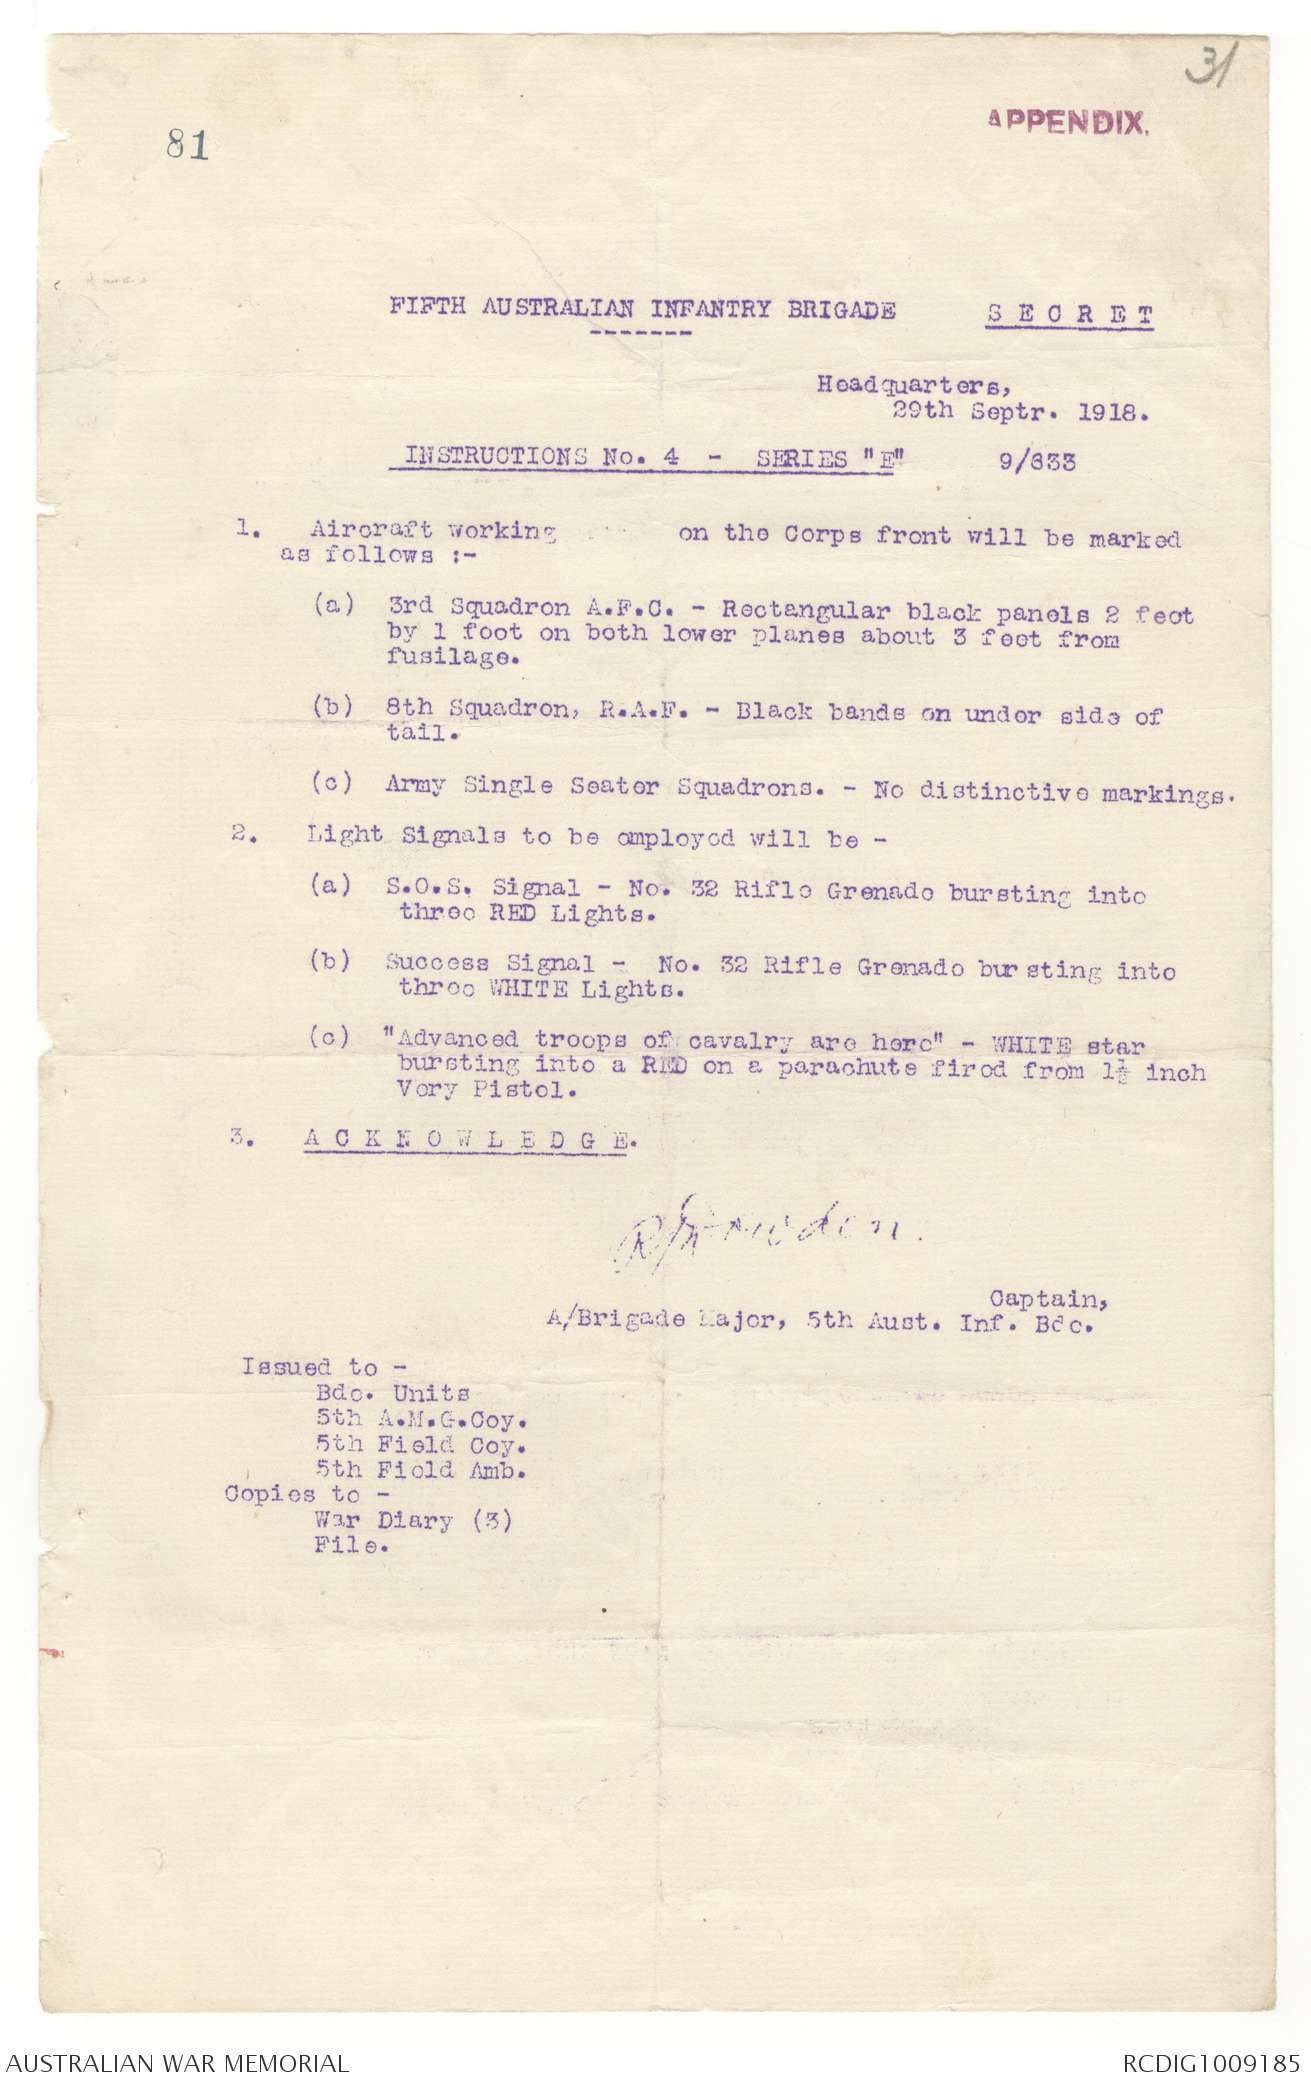 31
APPENDIX.
81
FIFTH AUSTRALIAN INFANTRY BRIGADE S E C R E T
-------
Headquarters,
29th Septr. 1918.
INSTRUCTIONS No. 4 - SERIES "E" 9/633
1. Aircraft working on the Corps front will be marked
as follows :-
(a) 3rd Squadron A.F.C. - Rectangular black panels 2 feet
by 1 foot on both lower planes about 3 feet from
fusilage.
(b) 8th Squadron, R.A.F. - Black bands on under side of
tail.
(c) Army Single Seater Squadrons. - No distinctive markings.
2. Light Signals to be employed will be -
(a) S.O.S. Signal - No. 32 Rifle Grenade bursting into
three RED Lights.
(b) Success Signal - No. 32 Rifle Grenade bursting into
three WHITE Lights.
(c) "Advanced troops of cavalry are here" - WHITE star
bursting into a RED on a parachute fired from 1½ inch
Very Pistol.
3. A C K N O W L E D G E.
Captain,
A/Brigade Major, 5th Aust. Inf. Bde.
Issued to -
Bde. Units
5th A.M.G.Coy.
5th Field Coy.
5th Field Amb.
Copies to -
War Diary (3)
File.
AUSTRALIAN WAR MEMORIAL RCDIG1009185